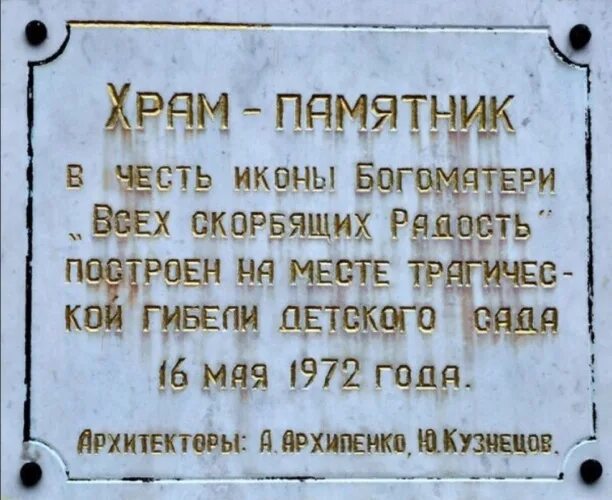 Храм - памятник
в честь иконы Богоматери
„Всех скорбящих Радость"
построен на месте трагичес-
кой гибели детского сада
16 мая 1972 года.
Архитекторы: А.Архипенко, Ю.Кузнецов.